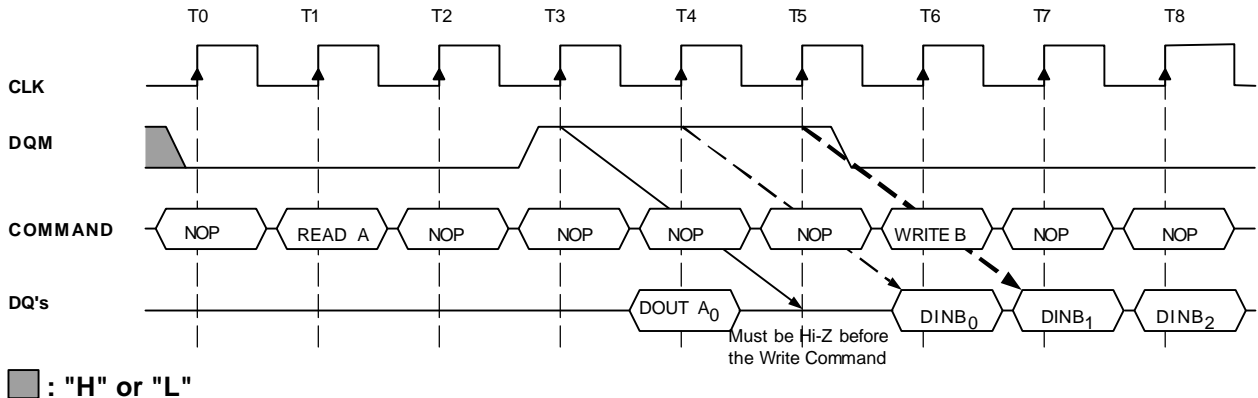 T0 T1 T2 T3 T4 T5 T6 T7 T8
CLK
DQM
COMMAND NOP READ A NOP NOP NOP NOP WRITE B NOP NOP
DQ's DOUT A0 DINB0 DINB1 DINB2
Must be Hi-Z before
the Write Command
: "H" or "L"